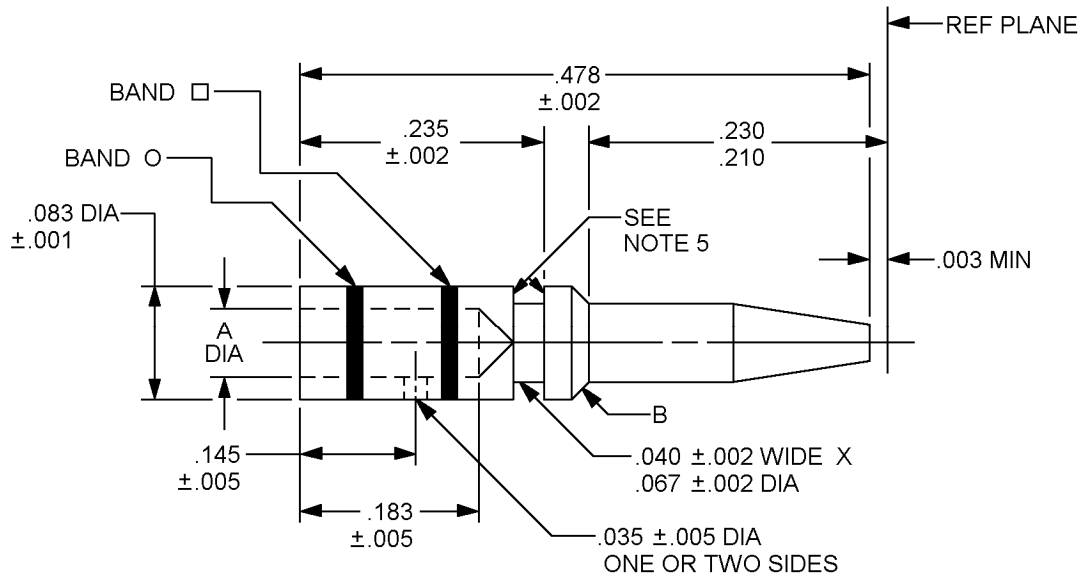 REF PLANE
.478
±.002
BAND □
.235
±.002
.230
.210
BAND O
.083 DIA
±.001
SEE
NOTE 5
.003 MIN
A
DIA
B
.145
±.005
.040 ±.002 WIDE X
.067 ±.002 DIA
.183
±.005
.035 ±.005 DIA
ONE OR TWO SIDES